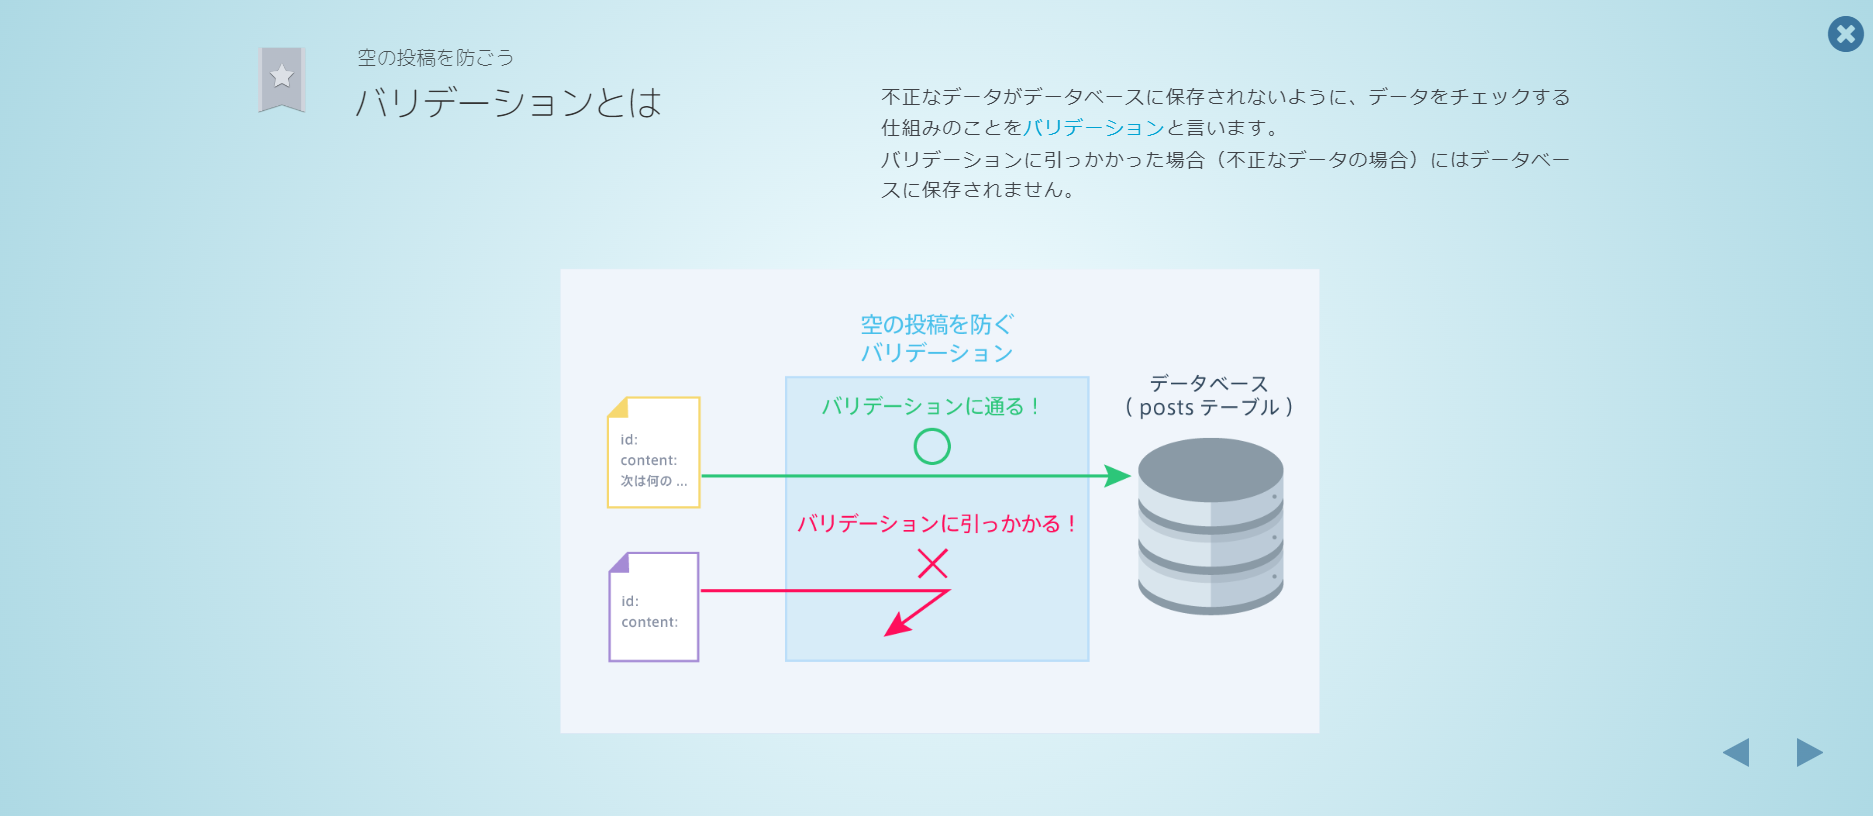 空の投稿を防ごう
バリデーションとは
不正なデータがデータベースに保存されないように、データをチェックする
仕組みのことをバリデーションと言います。
バリデーションに引っかかった場合（不正なデータの場合）にはデータベー
スに保存されません。
空の投稿を防ぐ
バリデーション
バリデーションに通る！
データベース
( posts テーブル )
id:
content:
次は何の ...
バリデーションに引っかかる！
id:
content: